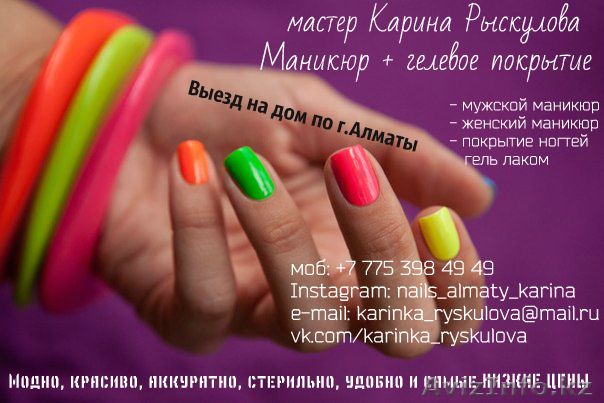 мастер Карина Рыскулова
Маникюр + гелевое покрытие
Выезд на дом по г.Алматы
- мужской маникюр
- женский маникюр
- покрытие ногтей
гель лаком
моб: +7 775 398 49 49
Instagram: nails_almaty_karina
e-mail: karinka_ryskulova@mail.ru
vk.com/karinka_ryskulova
Модно, красиво, аккуратно, стерильно, удобно и самые НИЗКИЕ ЦЕНЫ
AvizInfo.kz